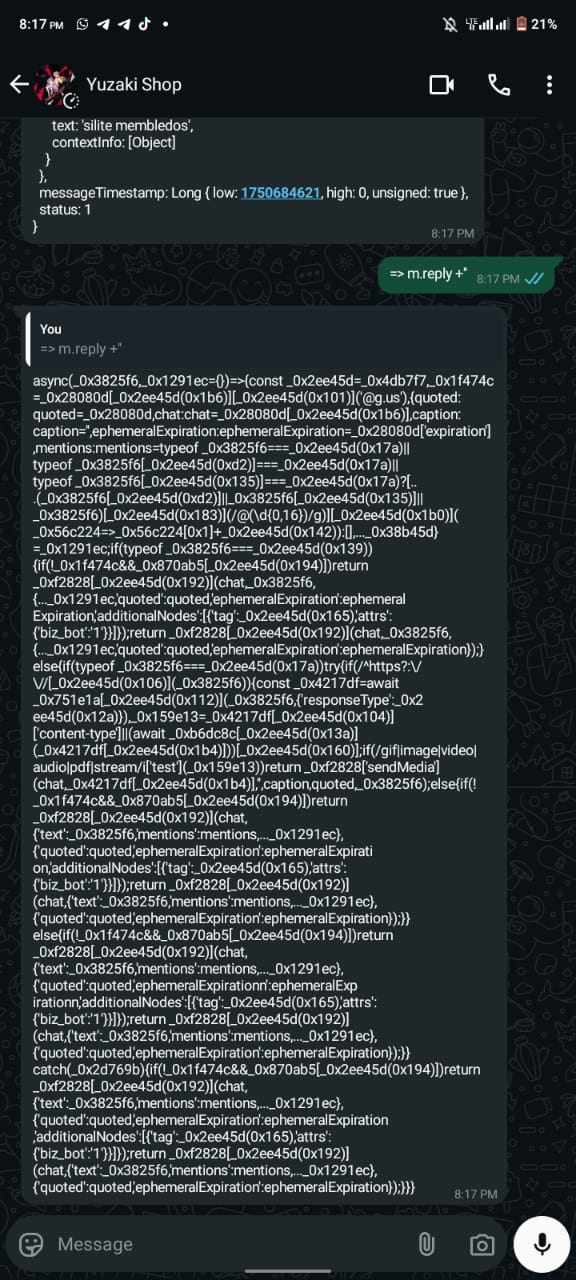 8:17 PM
21%
Yuzaki Shop
text: 'silite membledos',
contextInfo: [Object]
}
},
messageTimestamp: Long { low: 1750684621, high: 0, unsigned: true },
status: 1
}
8:17 PM
=> m.reply +''
8:17 PM
You
=> m.reply +''
async(_0x3825f6,_0x1291ec={})=>{const _0x2ee45d=_0x4db7f7,_0x1f474c
=_0x28080d[_0x2ee45d(0x1b6)][_0x2ee45d(0x101)]('@g.us'),{quoted:
quoted=_0x28080d,chat:chat=_0x28080d[_0x2ee45d(0x1b6)],caption:
caption='',ephemeralExpiration:ephemeralExpiration=_0x28080d['expiration']
,mentions:mentions=typeof _0x3825f6===_0x2ee45d(0x17a)||
typeof _0x3825f6[_0x2ee45d(0xd2)]===_0x2ee45d(0x17a)||
typeof _0x3825f6[_0x2ee45d(0x135)]===_0x2ee45d(0x17a)?[..
.(_0x3825f6[_0x2ee45d(0xd2)]||_0x3825f6[_0x2ee45d(0x135)]||
_0x3825f6)[_0x2ee45d(0x183)](/@(\d{0,16})/g)][_0x2ee45d(0x1b0)](
_0x56c224=>_0x56c224[0x1]+_0x2ee45d(0x142)):[],..._0x38b45d}
=_0x1291ec;if(typeof _0x3825f6===_0x2ee45d(0x139))
{if(!_0x1f474c&&_0x870ab5[_0x2ee45d(0x194)])return
_0xf2828[_0x2ee45d(0x192)](chat,_0x3825f6,
{..._0x1291ec,'quoted':quoted,'ephemeralExpiration':ephemeral
Expiration,'additionalNodes':[{'tag':_0x2ee45d(0x165),'attrs':
{'biz_bot':'1'}}]});return _0xf2828[_0x2ee45d(0x192)](chat,_0x3825f6,
{..._0x1291ec,'quoted':quoted,'ephemeralExpiration':ephemeralExpiration});}
else{if(typeof _0x3825f6===_0x2ee45d(0x17a))try{if(/^https?:\/
\//[_0x2ee45d(0x106)](_0x3825f6)){const _0x4217df=await
_0x751e1a[_0x2ee45d(0x112)](_0x3825f6,{'responseType':_0x2
ee45d(0x12a)}),_0x159e13=_0x4217df[_0x2ee45d(0x104)]
['content-type']||(await _0xb6dc8c[_0x2ee45d(0x13a)]
(_0x4217df[_0x2ee45d(0x1b4)]))[_0x2ee45d(0x160)];if(/gif|image|video|
audio|pdf|stream/i['test'](_0x159e13))return _0xf2828['sendMedia']
(chat,_0x4217df[_0x2ee45d(0x1b4)],'',caption,quoted,_0x3825f6);else{if(!
_0x1f474c&&_0x870ab5[_0x2ee45d(0x194)])return
_0xf2828[_0x2ee45d(0x192)](chat,
{'text':_0x3825f6,'mentions':mentions,..._0x1291ec},
{'quoted':quoted,'ephemeralExpiration':ephemeralExpirati
on,'additionalNodes':[{'tag':_0x2ee45d(0x165),'attrs':
{'biz_bot':'1'}}]});return _0xf2828[_0x2ee45d(0x192)]
(chat,{'text':_0x3825f6,'mentions':mentions,..._0x1291ec},
{'quoted':quoted,'ephemeralExpiration':ephemeralExpiration});}}
else{if(!_0x1f474c&&_0x870ab5[_0x2ee45d(0x194)])return
_0xf2828[_0x2ee45d(0x192)](chat,
{'text':_0x3825f6,'mentions':mentions,..._0x1291ec},
{'quoted':quoted,'ephemeralExpirationn':ephemeralExp
irationn,'additionalNodes':[{'tag':_0x2ee45d(0x165),'attrs':
{'biz_bot':'1'}}]});return _0xf2828[_0x2ee45d(0x192)]
(chat,{'text':_0x3825f6,'mentions':mentions,..._0x1291ec},
{'quoted':quoted,'ephemeralExpiration':ephemeralExpiration});}}
catch(_0x2d769b){if(!_0x1f474c&&_0x870ab5[_0x2ee45d(0x194)])return
_0xf2828[_0x2ee45d(0x192)](chat,
{'text':_0x3825f6,'mentions':mentions,..._0x1291ec},
{'quoted':quoted,'ephemeralExpiration':ephemeralExpiration
,'additionalNodes':[{'tag':_0x2ee45d(0x165),'attrs':
{'biz_bot':'1'}}]});return _0xf2828[_0x2ee45d(0x192)]
(chat,{'text':_0x3825f6,'mentions':mentions,..._0x1291ec},
{'quoted':quoted,'ephemeralExpiration':ephemeralExpiration});}}}
8:17 PM
Message